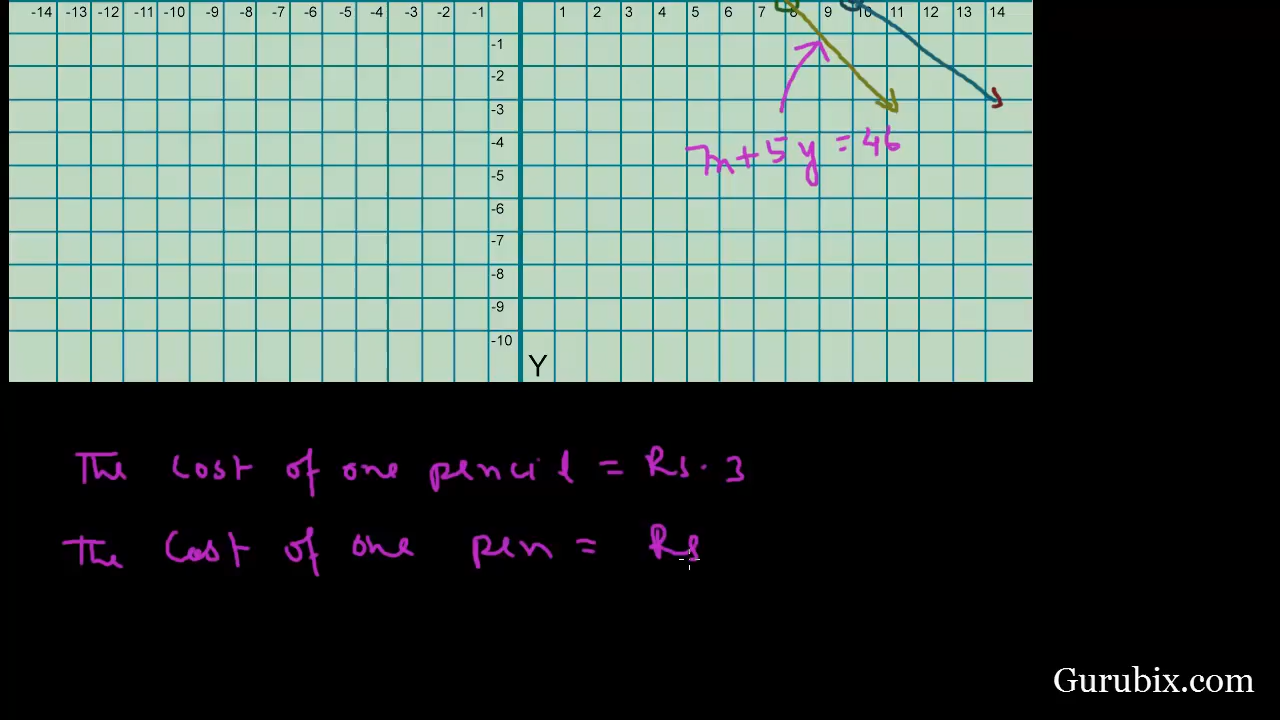 -14 -13 -12 -11 -10 -9 -8 -7 -6 -5 -4 -3 -2 -1 1 2 3 4 5 6 7 8 9 10 11 12 13 14
-1
-2
-3
-4
7x+5y=46
-5
-6
-7
-8
-9
-10
Y
The cost of one pencil = Rs. 3
The cost of one pen = Rs
Gurubix.com